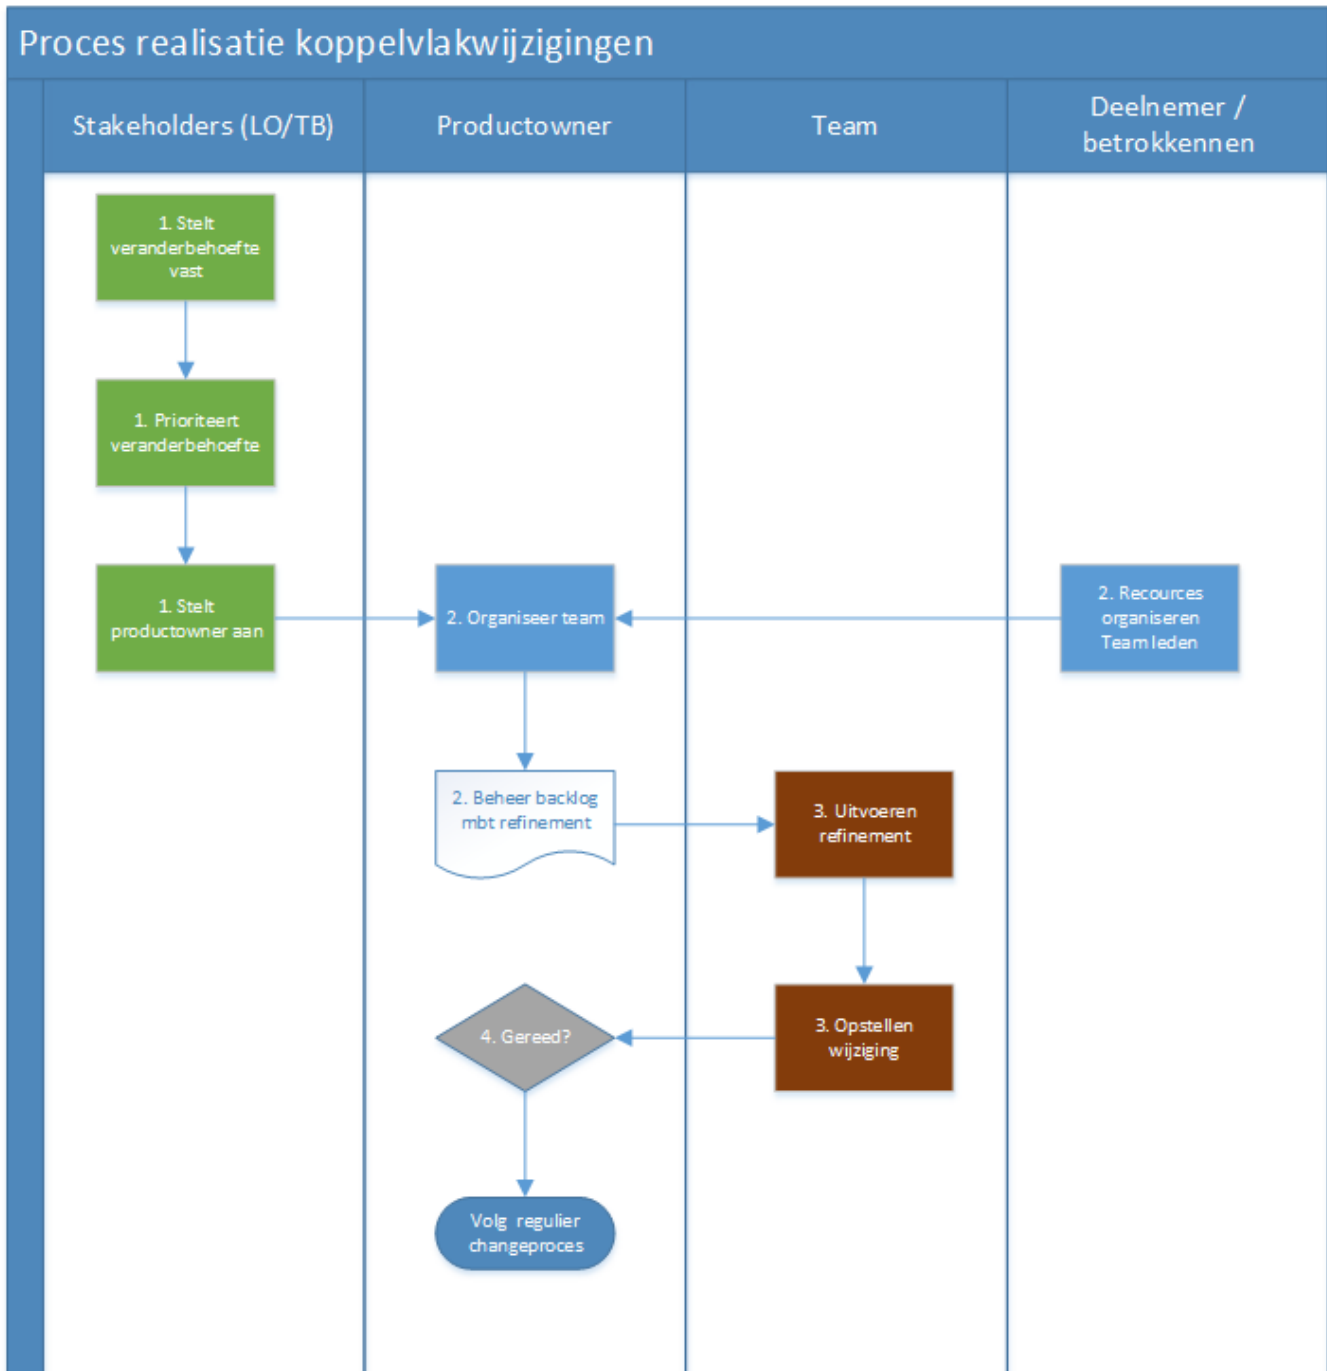 Proces realisatie koppelvlakwijzigingen
Stakeholders (LO/TB)
Productowner
Team
Deelnemer /
betrokkennen
1. Stelt
veranderbehoefte
vast
1. Prioriteert
veranderbehoefte
1. Stelt
productowner aan
2. Organiseer team
2. Recources
organiseren
Team leden
2. Beheer backlog
mbt refinement
3. Uitvoeren
refinement
4. Gereed?
3. Opstellen
wijziging
Volg regulier
changeproces